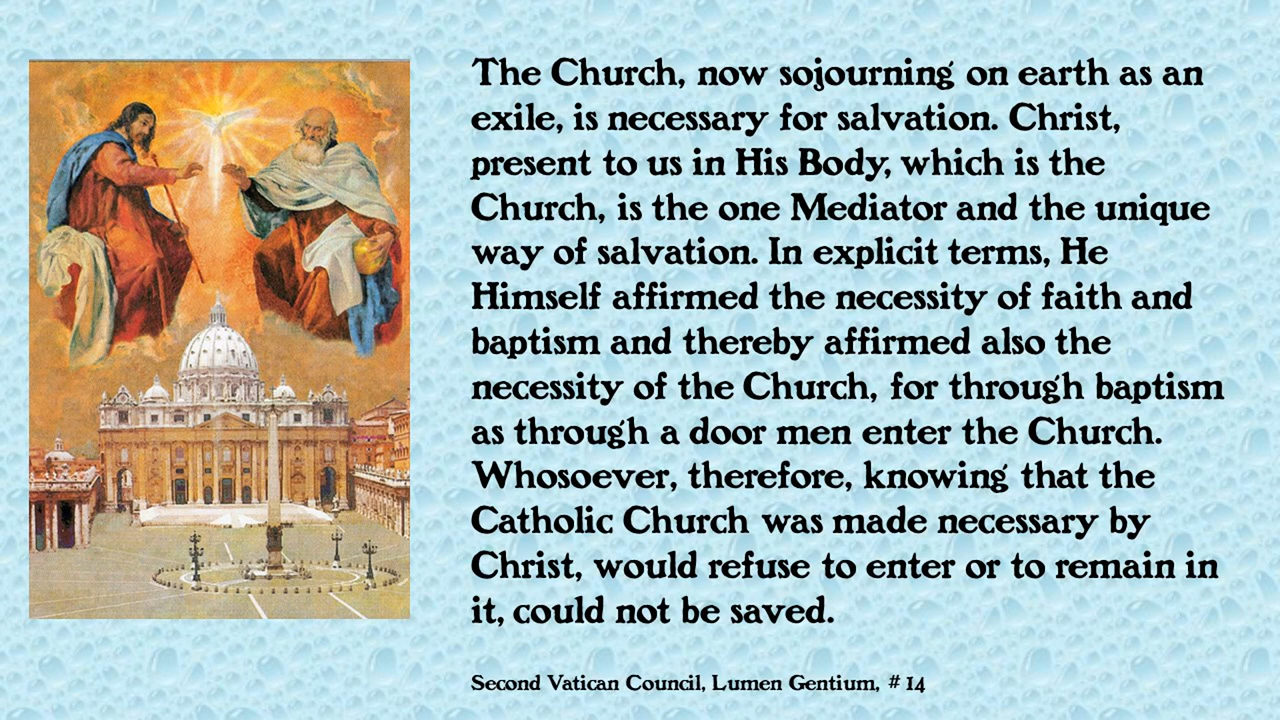 The Church, now sojourning on earth as an
exile, is necessary for salvation. Christ,
present to us in His Body, which is the
Church, is the one Mediator and the unique
way of salvation. In explicit terms, He
Himself affirmed the necessity of faith and
baptism and thereby affirmed also the
necessity of the Church, for through baptism
as through a door men enter the Church.
Whosoever, therefore, knowing that the
Catholic Church was made necessary by
Christ, would refuse to enter or to remain in
it, could not be saved.
Second Vatican Council, Lumen Gentium, # 14